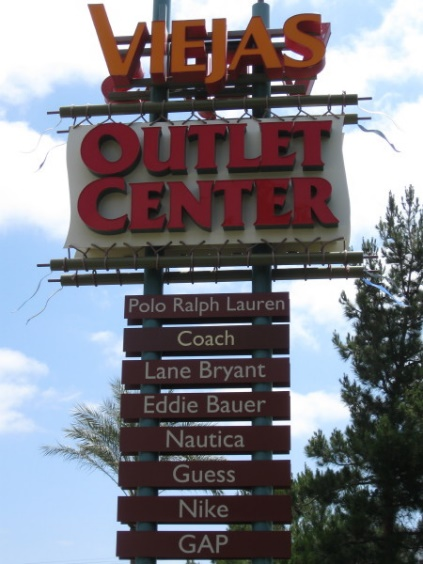 VIEJAS
OUTLET
CENTER
Polo Ralph Lauren
Coach
Lane Bryant
Eddie Bauer
Nautica
Guess
Nike
GAP